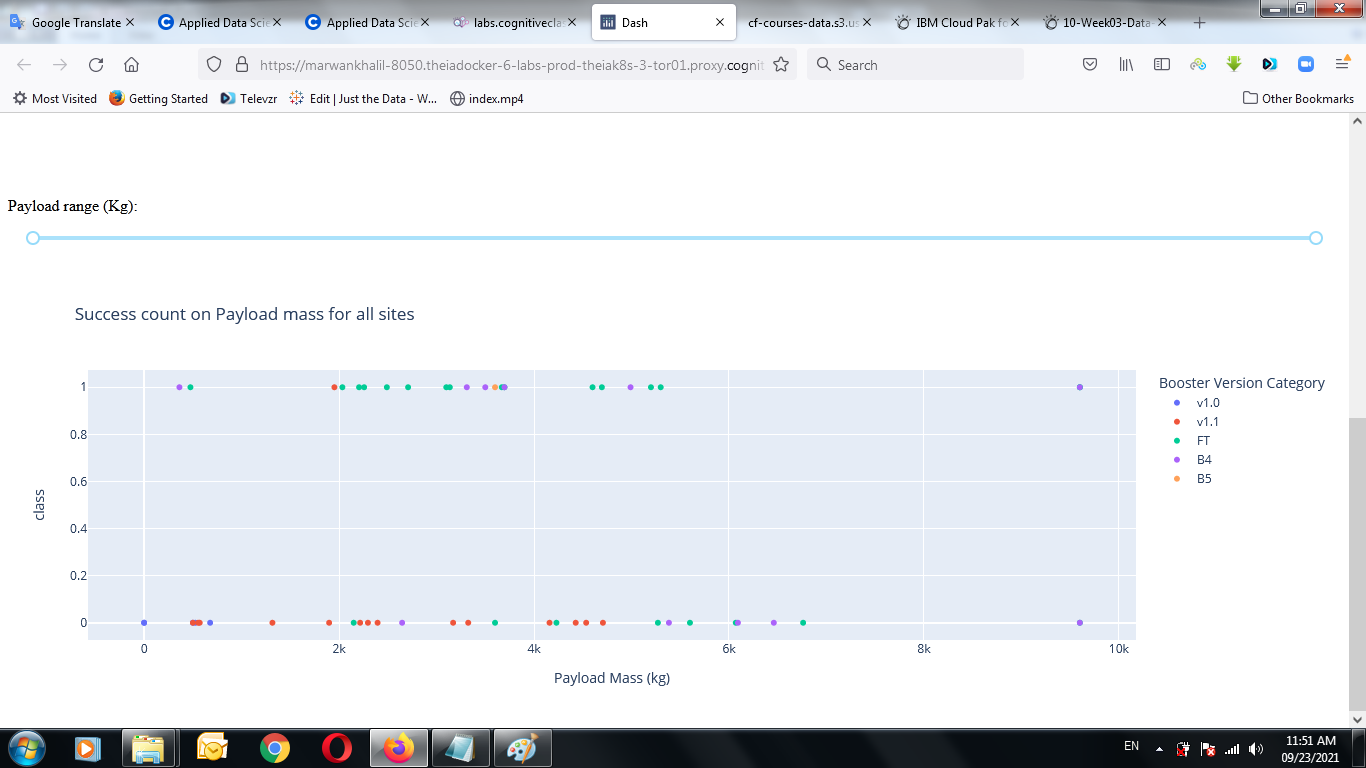 Google Translate
Applied Data Scie
Applied Data Scie
labs.cognitivecla
Dash
cf-courses-data.s3.us
IBM Cloud Pak fo
10-Week03-Data-
https://marwankhalil-8050.theiadocker-6-labs-prod-theiak8s-3-tor01.proxy.cognit
Search
Most Visited
Getting Started
Televzr
Edit | Just the Data - W...
index.mp4
Other Bookmarks
Payload range (Kg):
Success count on Payload mass for all sites
1
0.8
0.6
0.4
0.2
0
class
0
2k
4k
6k
8k
10k
Payload Mass (kg)
Booster Version Category
v1.0
v1.1
FT
B4
B5
EN
11:51 AM
09/23/2021